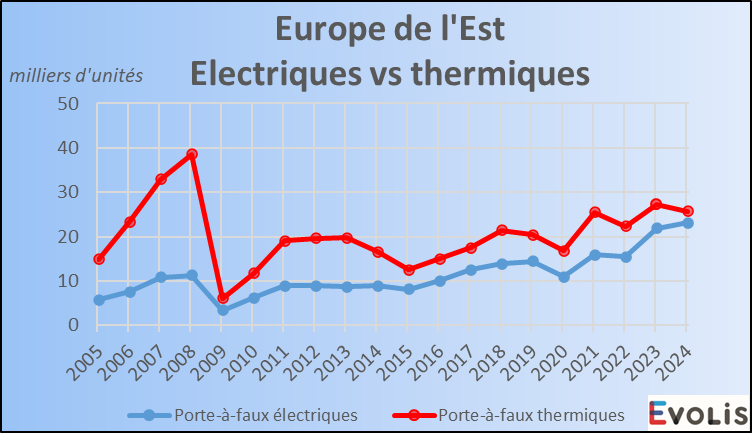 Europe de l'Est
Electriques vs thermiques
milliers d'unités
50
40
30
20
10
0
2005 2006 2007 2008 2009 2010 2011 2012 2013 2014 2015 2016 2017 2018 2019 2020 2021 2022 2023 2024
Porte-à-faux électriques Porte-à-faux thermiques
EVOLIS